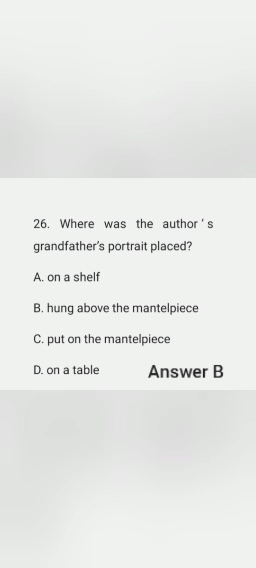 26. Where was the author ' s
grandfather's portrait placed?
A. on a shelf
B. hung above the mantelpiece
C. put on the mantelpiece
D. on a table
Answer B